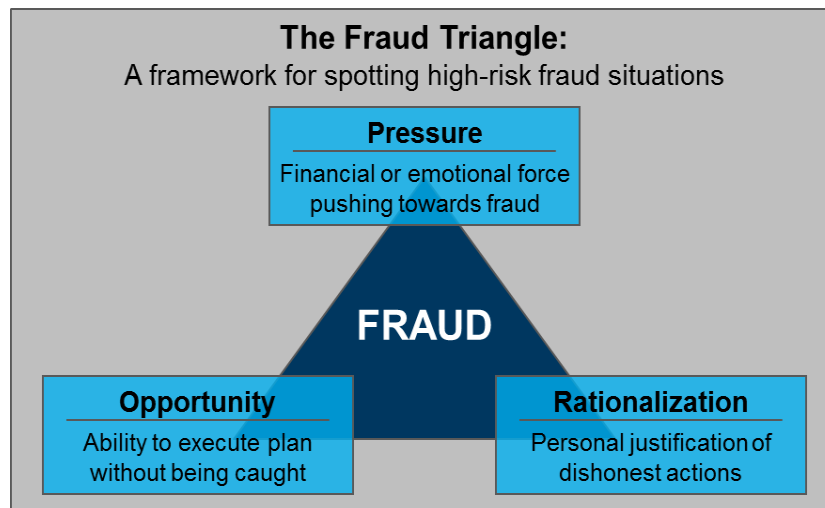 The Fraud Triangle:
A framework for spotting high-risk fraud situations
Pressure
Financial or emotional force
pushing towards fraud
FRAUD
Opportunity
Ability to execute plan
without being caught
Rationalization
Personal justification of
dishonest actions